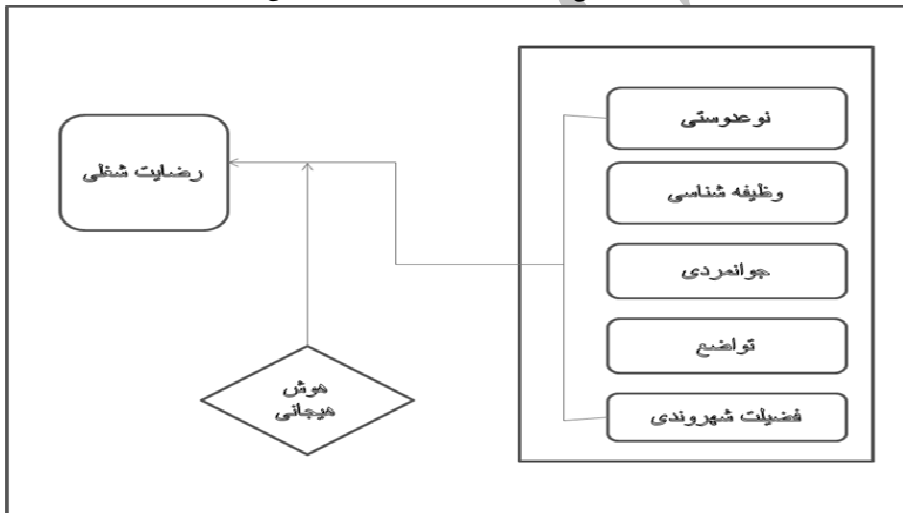 نوعدوستی
وظیفه شناسی
جوانمردی
تواضع
فضیلت شهروندی
رضایت شغلی
هوش
هیجانی